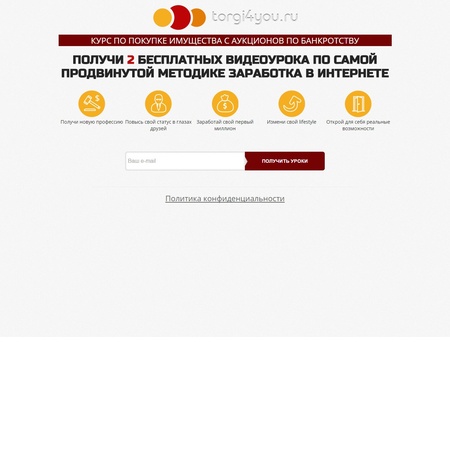 torgi4you.ru
КУРС ПО ПОКУПКЕ ИМУЩЕСТВА С АУКЦИОНОВ ПО БАНКРОТСТВУ
ПОЛУЧИ 2 БЕСПЛАТНЫХ ВИДЕОУРОКА ПО САМОЙ
ПРОДВИНУТОЙ МЕТОДИКЕ ЗАРАБОТКА В ИНТЕРНЕТЕ
Получи новую профессию
Повысь свой статус в глазах
друзей
Заработай свой первый
миллион
Измени свой lifestyle
Открой для себя реальные
возможности
Ваш e-mail
ПОЛУЧИТЬ УРОКИ
Политика конфиденциальности